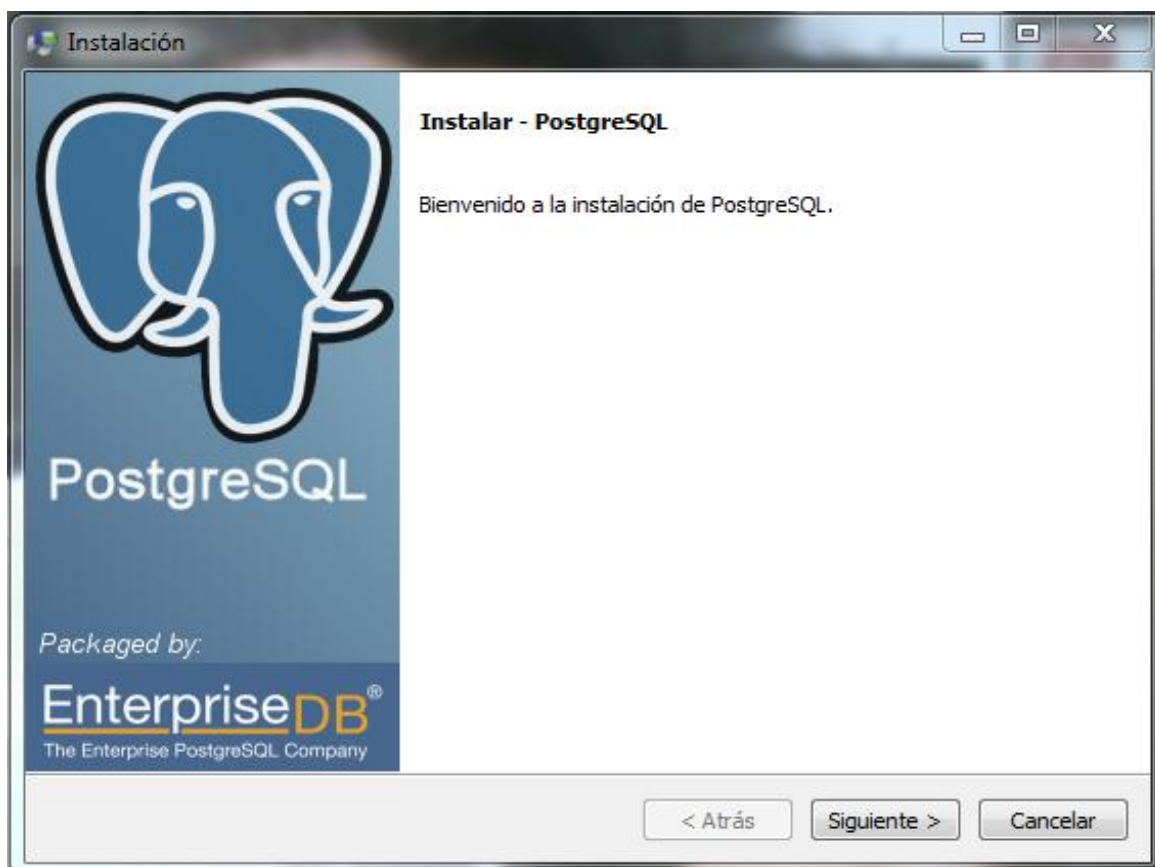 Instalación
Instalar - PostgreSQL
Bienvenido a la instalación de PostgreSQL.
PostgreSQL
Packaged by:
EnterpriseDB®
The Enterprise PostgreSQL Company
< Atrás
Siguiente >
Cancelar